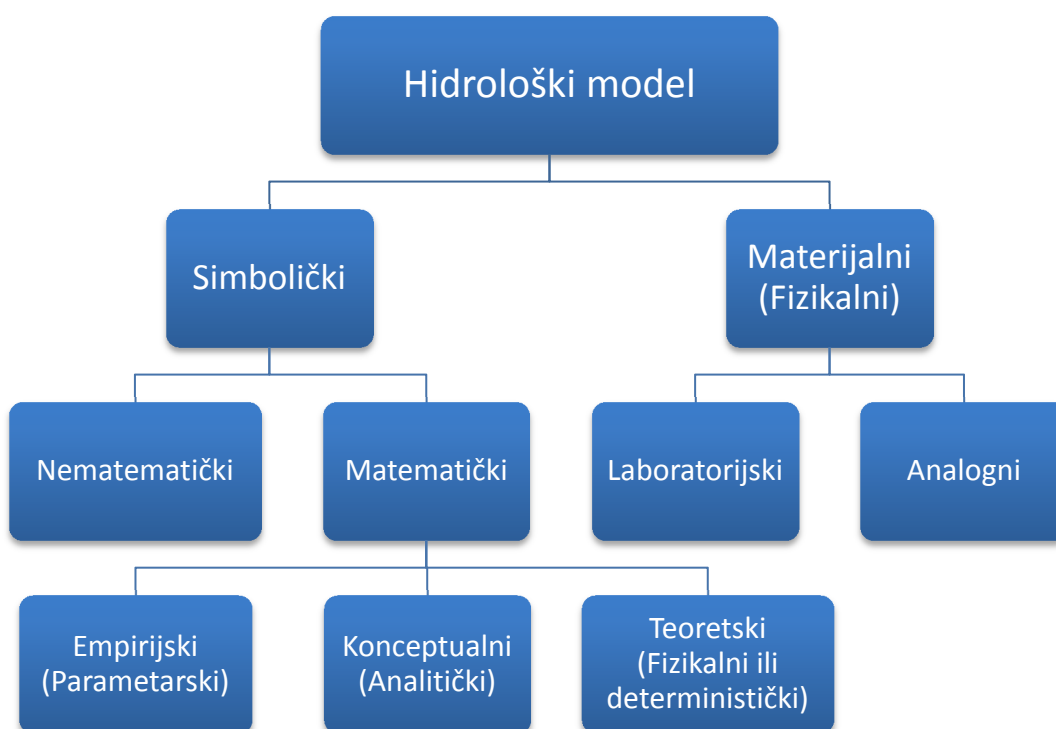 Hidrološki model
Simbolički
Materijalni
(Fizikalni)
Nematematički
Matematički
Laboratorijski
Analogni
Empirijski
(Parametarski)
Konceptualni
(Analitički)
Teoretski
(Fizikalni ili
deterministički)